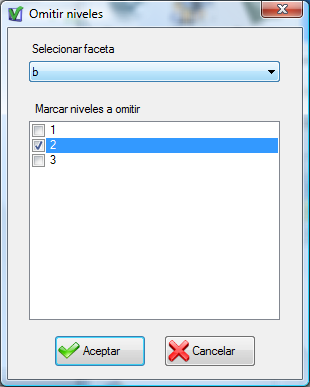 Omitir niveles
Selecionar faceta
b
Marcar niveles a omitir
1
2
3
Aceptar
Cancelar